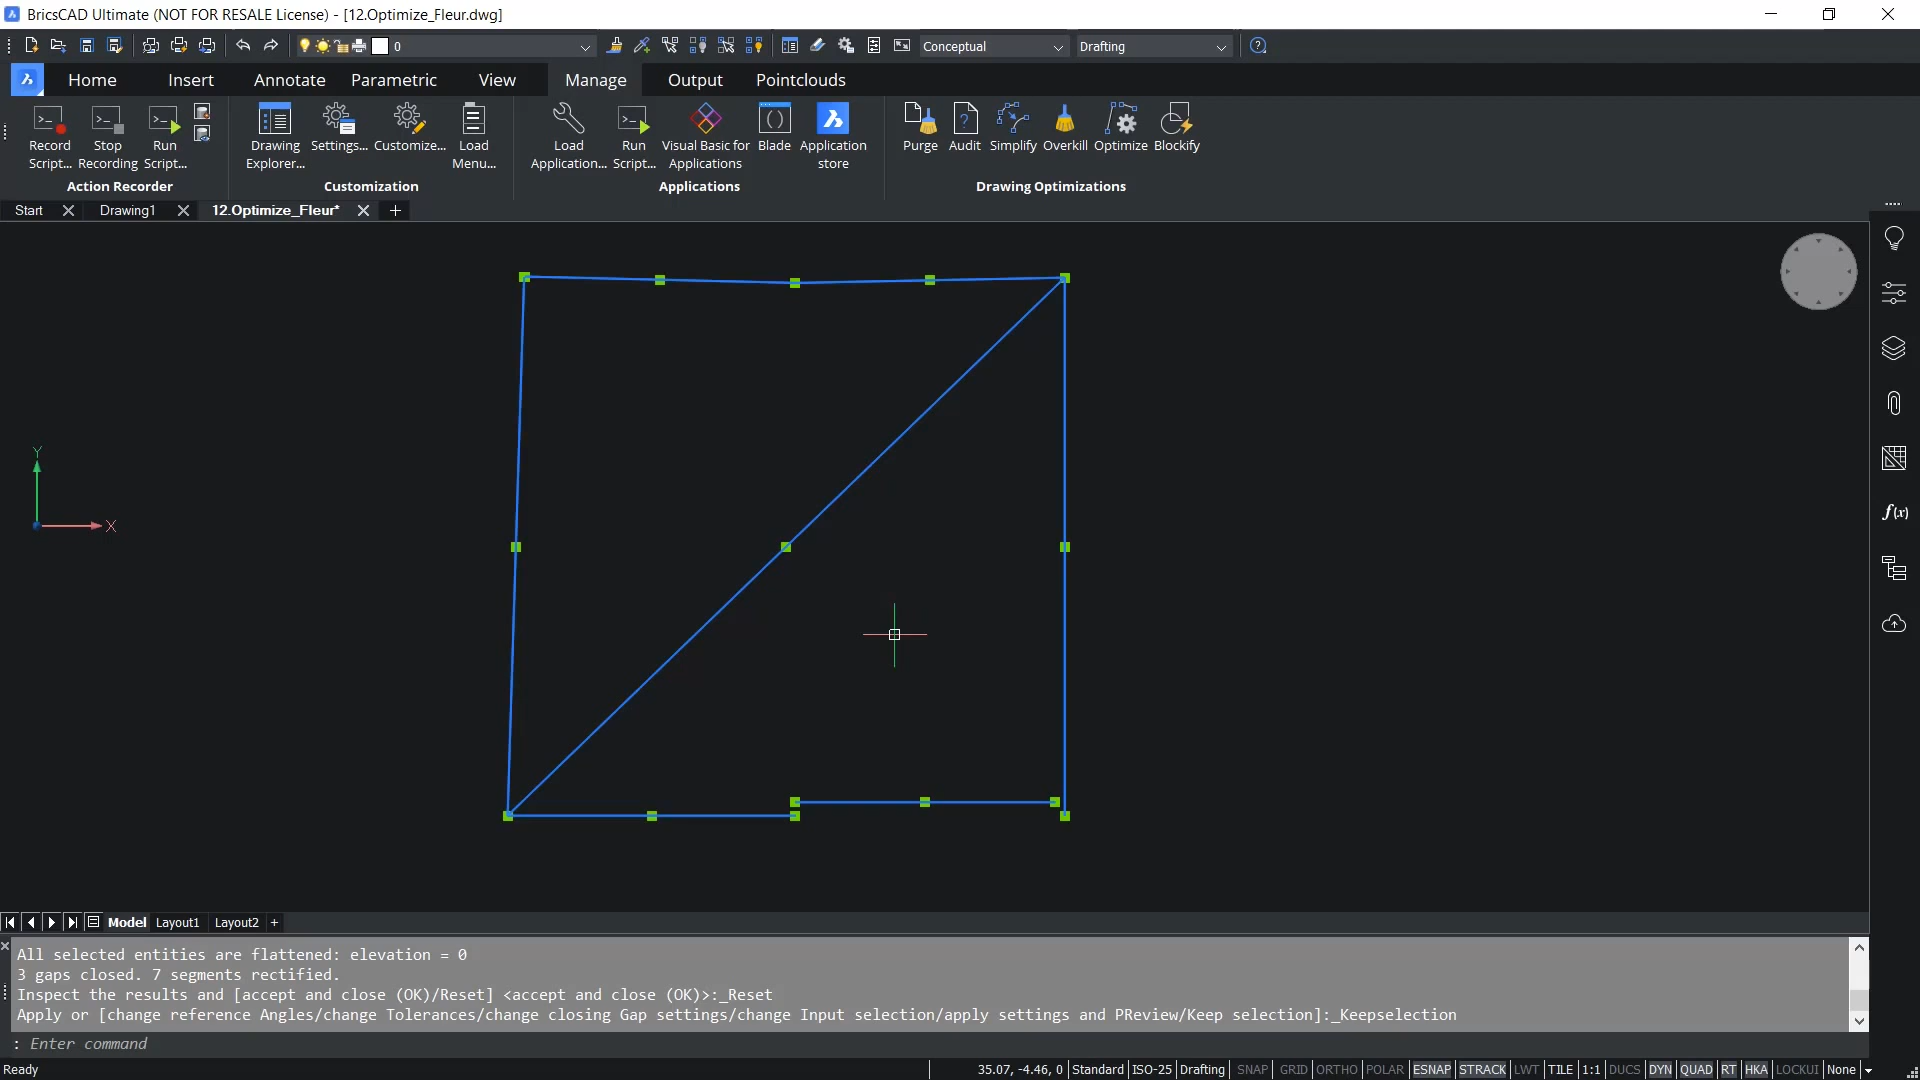 BricsCAD Ultimate (NOT FOR RESALE License) - [12.Optimize_Fleur.dwg]
0
Conceptual
Drafting
Home
Insert
Annotate
Parametric
View
Manage
Output
Pointclouds
Record Script...
Stop Recording
Run Script...
Action Recorder
Drawing Explorer...
Settings...
Customize...
Load Menu...
Customization
Load Application...
Run Script...
Visual Basic for Applications
Blade
Application store
Applications
Purge
Audit
Simplify
Overkill
Optimize
Blockify
Drawing Optimizations
Start
Drawing1
12.Optimize_Fleur*
Y
X
f(x)
Model
Layout1
Layout2
All selected entities are flattened: elevation = 0
3 gaps closed. 7 segments rectified.
Inspect the results and [accept and close (OK)/Reset] <accept and close (OK)>:_Reset
Apply or [change reference Angles/change Tolerances/change closing Gap settings/change Input selection/apply settings and PReview/Keep selection]:_Keepselection
: Enter command
Ready
35.07, -4.46, 0
Standard
ISO-25
Drafting
SNAP
GRID
ORTHO
POLAR
ESNAP
STRACK
LWT
TILE
1:1
DUCS
DYN
QUAD
RT
HKA
LOCKUI
None